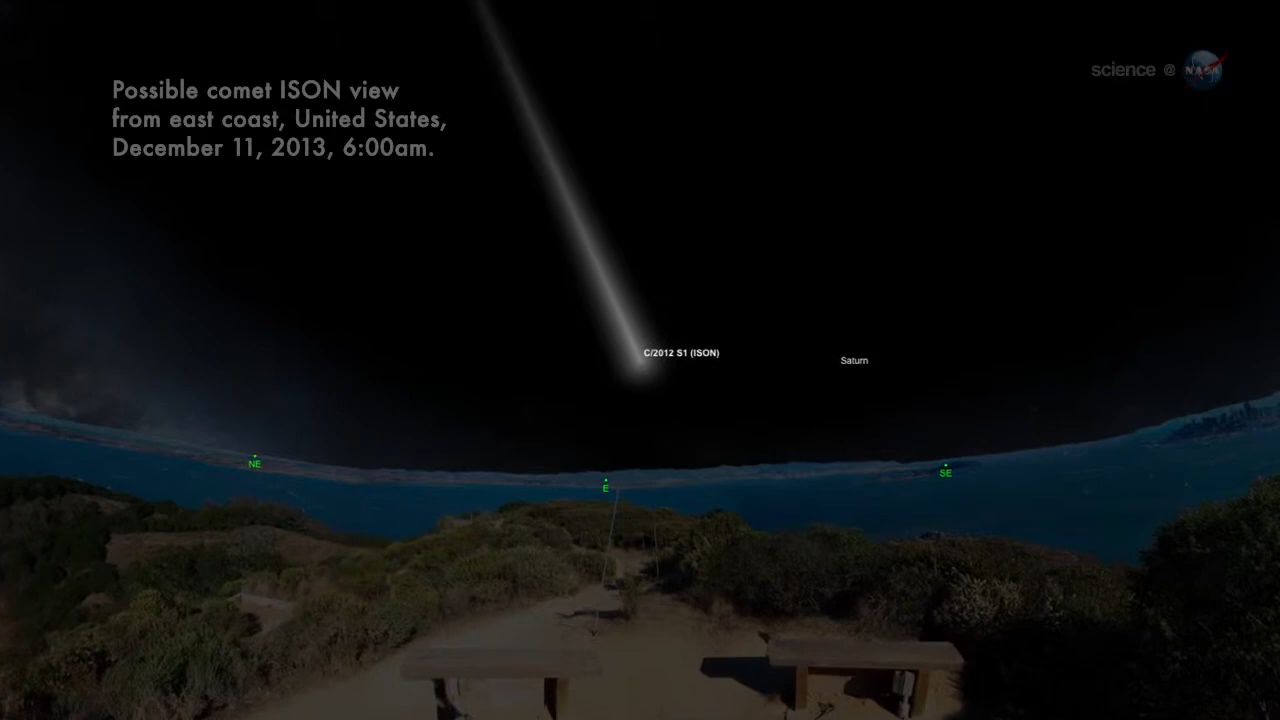 Possible comet ISON view
from east coast, United States,
December 11, 2013, 6:00am.
science @ NASA
C/2012 S1 (ISON)
Saturn
NE
E
SE